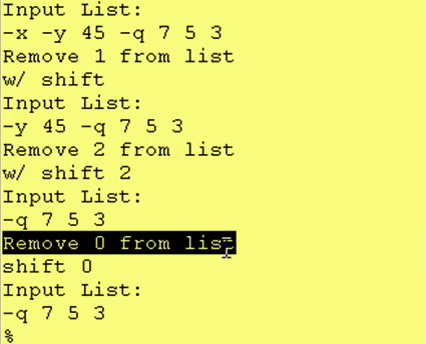 Input List:
-x -y 45 -q 7 5 3
Remove 1 from list
w/ shift
Input List:
-y 45 -q 7 5 3
Remove 2 from list
w/ shift 2
Input List:
-q 7 5 3
Remove 0 from list
shift 0
Input List:
-q 7 5 3
%